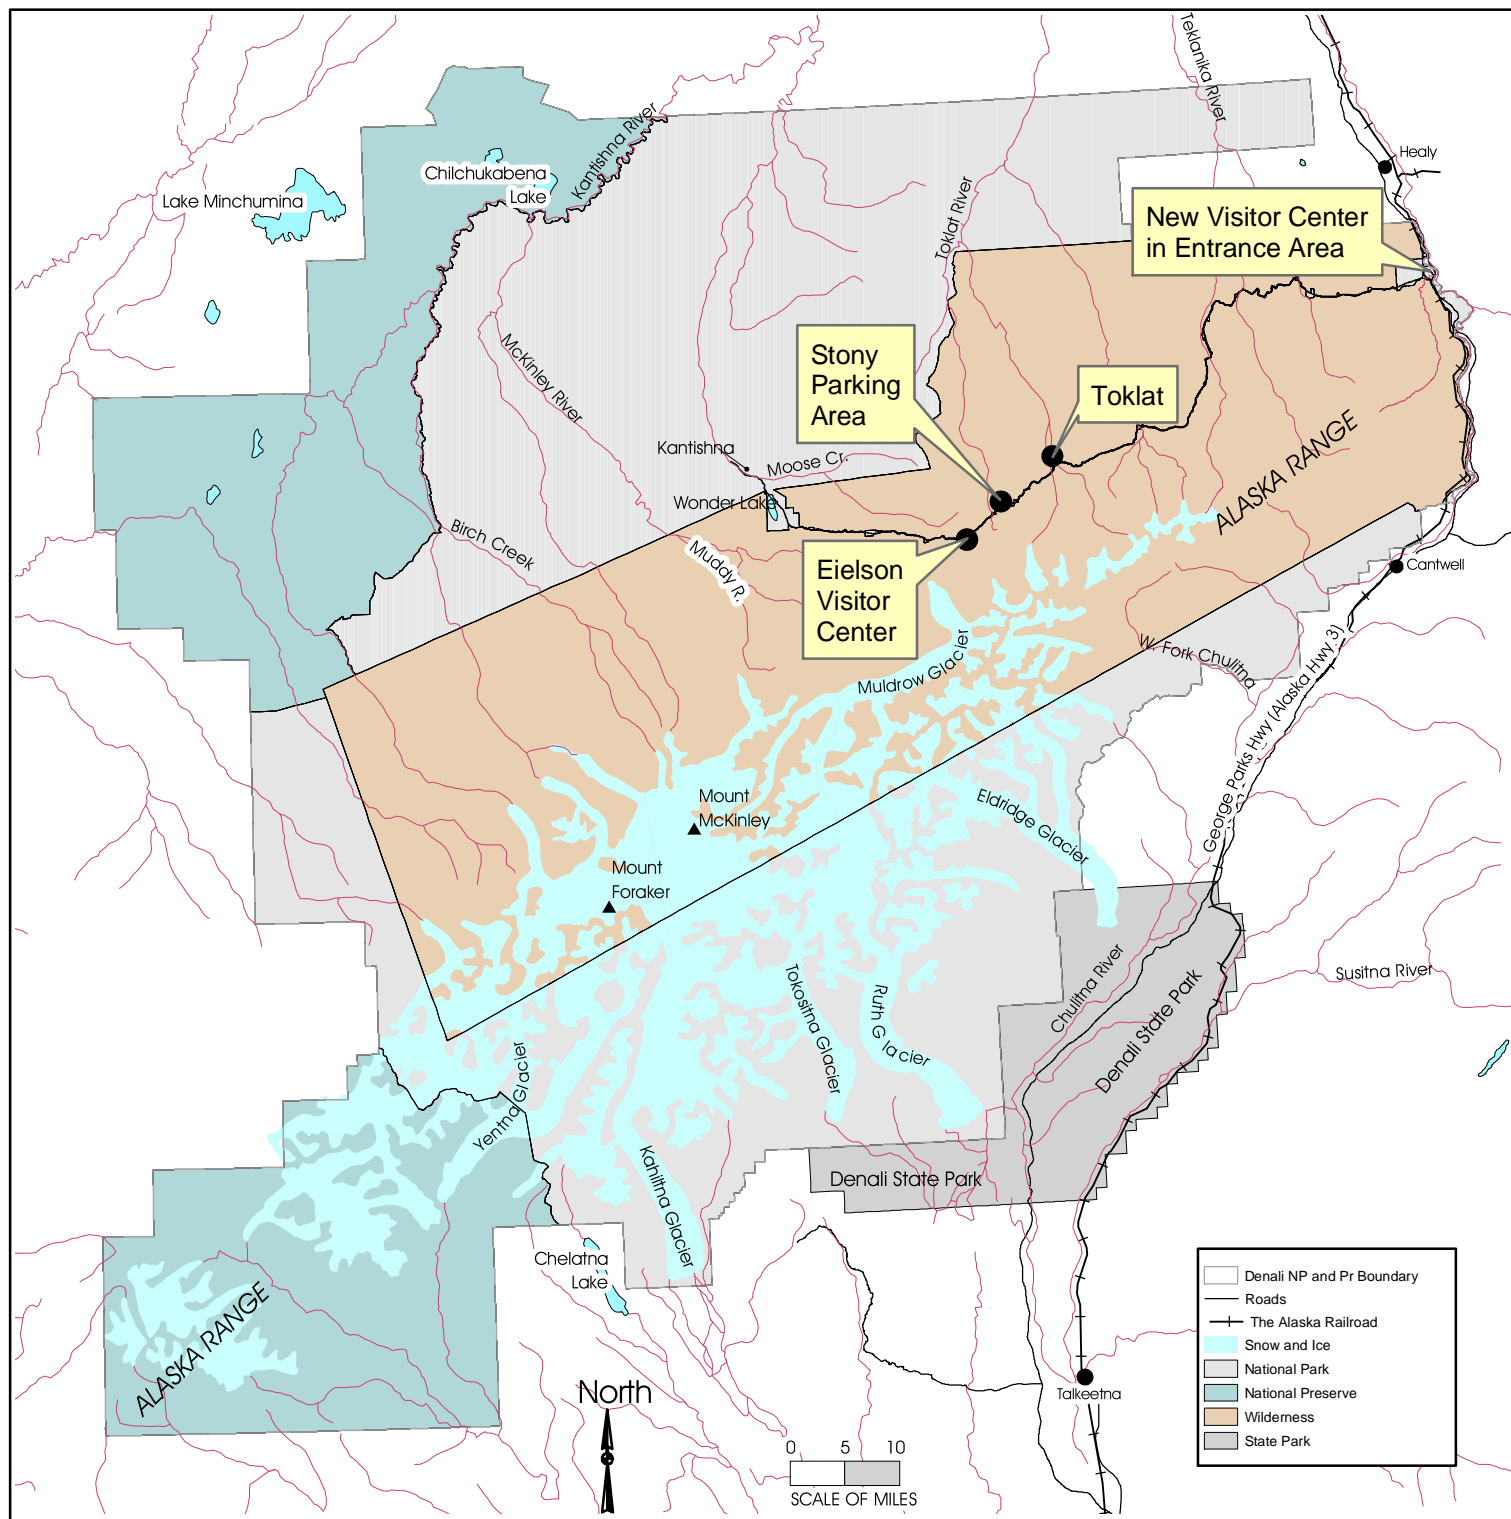 Teklanika River
Kantishna River
Healy
Chilchukabena
Lake
Lake Minchumina
New Visitor Center
in Entrance Area
Toklat River
McKinley River
Stony
Parking
Area
Toklat
ALASKA RANGE
Kantishna
Moose Cr.
Wonder Lake
Birch Creek
Muddy R.
Eielson
Visitor
Center
Cantwell
Muldrow Glacier
W. Fork Chulitna
George Parks Hwy (Alaska Hwy 3)
Mount
McKinley
Eldridge Glacier
Mount
Foraker
Tokositna Glacier
Ruth Glacier
Chulitna River
Susitna River
Denali State Park
Yentna Glacier
Kahiltna Glacier
Denali State Park
Chelatna
Lake
ALASKA RANGE
Denali NP and Pr Boundary
Roads
The Alaska Railroad
Snow and Ice
National Park
National Preserve
Wilderness
State Park
Talkeetna
North
0 5 10
SCALE OF MILES